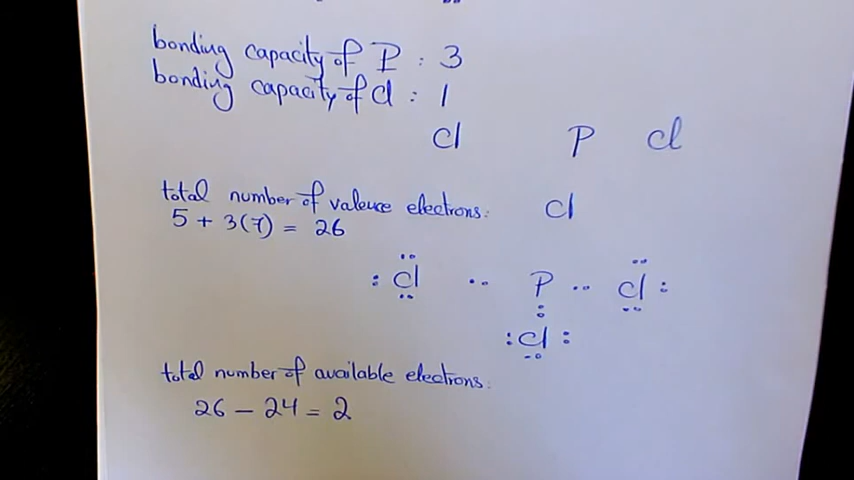 bonding capacity of P : 3
bonding capacity of Cl : 1
Cl P Cl
total number of valence electrons:
Cl
5 + 3(7) = 26
:Cl .. P .. Cl:
:Cl:
total number of available electrons:
26 - 24 = 2